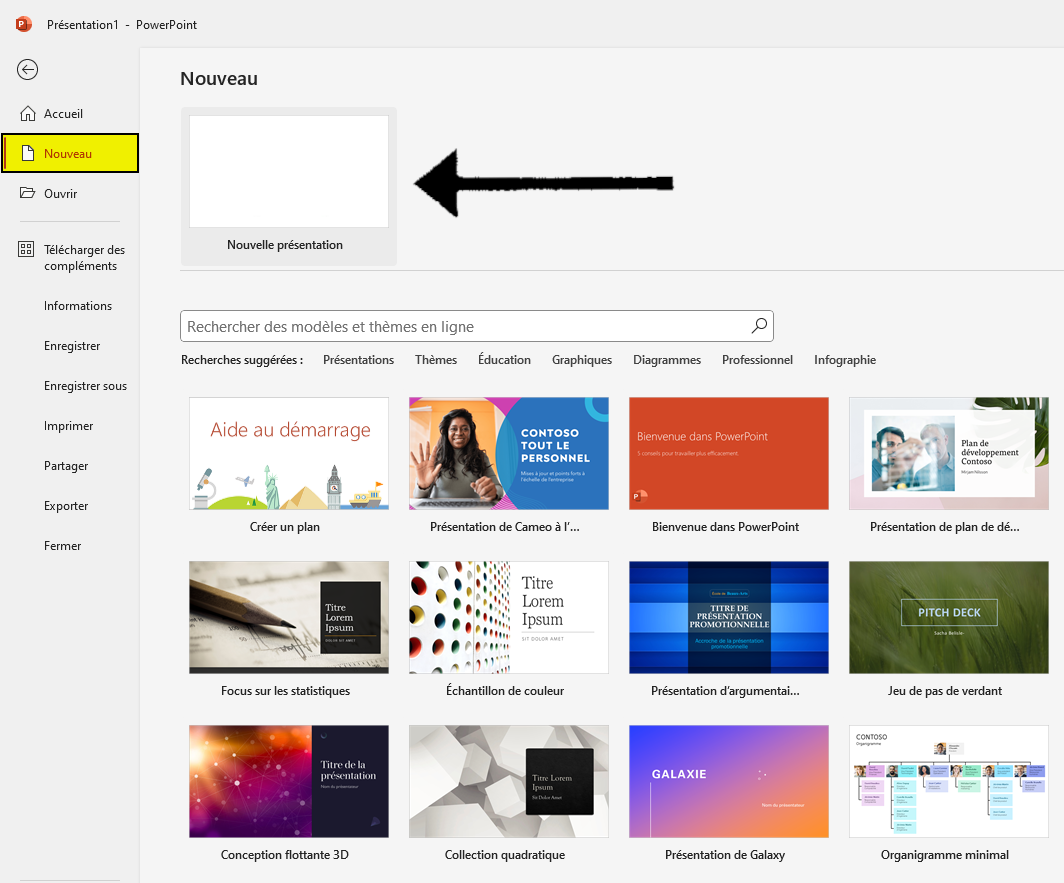 Présentation1 - PowerPoint
Nouveau
Accueil
Nouveau
Ouvrir
Télécharger des
compléments
Informations
Enregistrer
Enregistrer sous
Imprimer
Partager
Exporter
Fermer
Nouvelle présentation
Rechercher des modèles et thèmes en ligne
Recherches suggérées : Présentations Thèmes Éducation Graphiques Diagrammes Professionnel Infographie
Aide au démarrage
Créer un plan
CONTOSO
TOUT LE
PERSONNEL
Mises à jour et points forts à
l'échelle de l'entreprise
Présentation de Cameo à l'...
Bienvenue dans PowerPoint
5 conseils pour travailler plus efficacement.
Bienvenue dans PowerPoint
Plan de
développement
Contoso
Mirjam Nilsson
Présentation de plan de dé...
Titre
Lorem
Ipsum
DOLOR SIT AMET
Focus sur les statistiques
Titre
Lorem
Ipsum
SIT DOLOR AMET
Échantillon de couleur
TITRE DE
PRÉSENTATION
PROMOTIONNELLE
Accroche de la présentation
promotionnelle
Présentation d'argumentai...
PITCH DECK
Sacha Belisle
Jeu de pas de verdant
Titre de la
présentation
Nom du présentateur
Conception flottante 3D
Titre Lorem
Ipsum
Sit Dolor Amet
Collection quadratique
GALAXIE
Nom du présentateur
Présentation de Galaxy
CONTOSO
Organigramme
Organigramme minimal